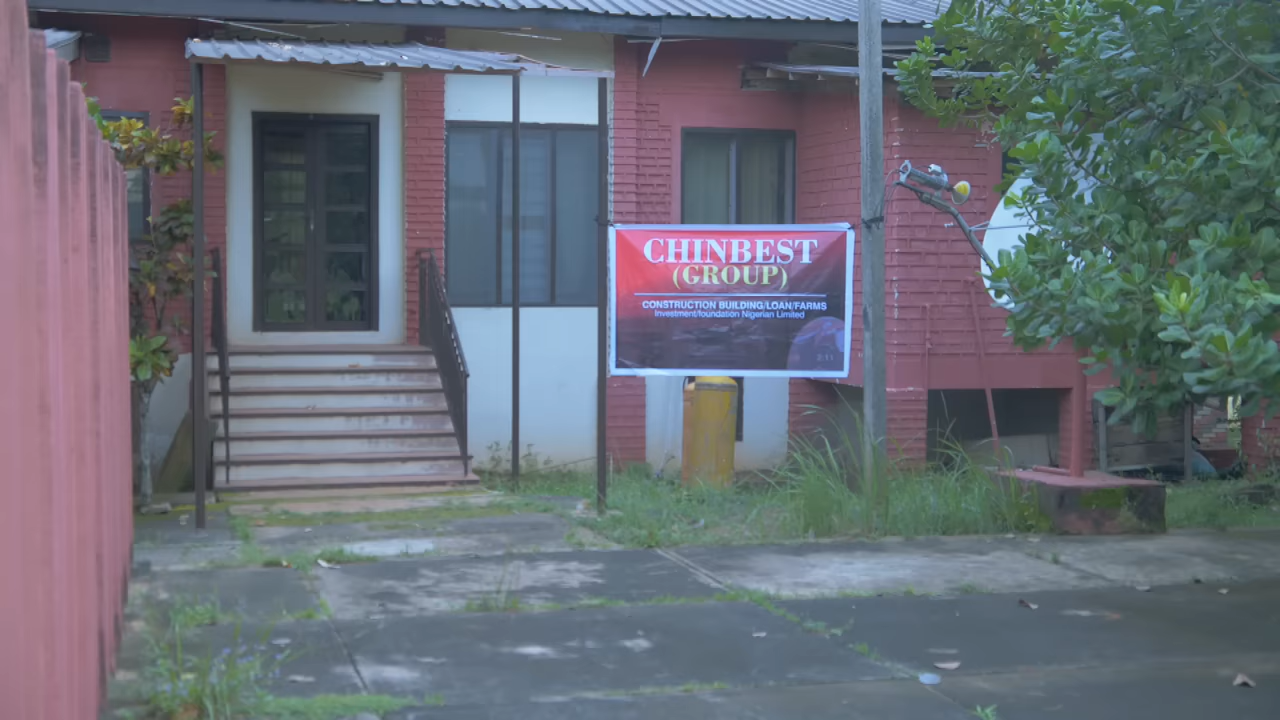 CHINBEST
(GROUP)
CONSTRUCTION BUILDING/LOAN/FARMS
Investment/foundation Nigerian Limited